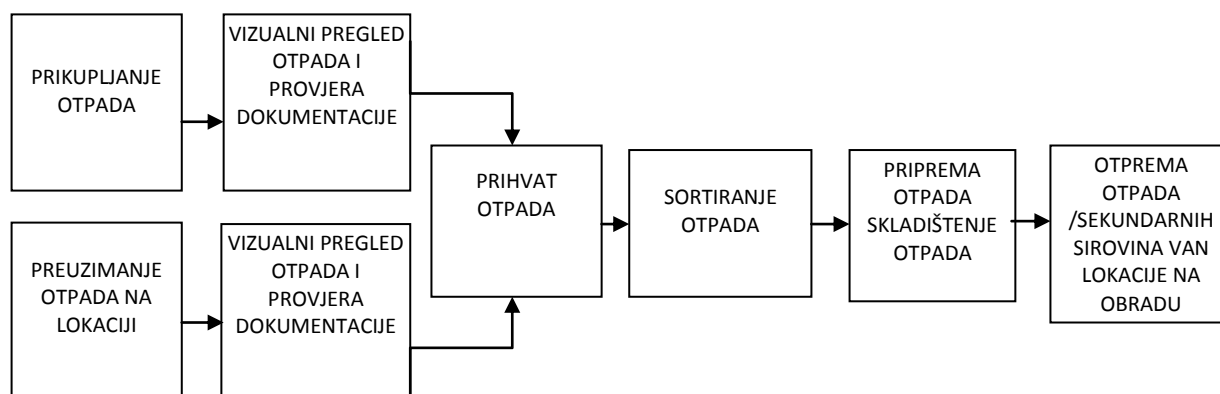 PRIKUPLJANJE
OTPADA
VIZUALNI PREGLED
OTPADA I
PROVJERA
DOKUMENTACIJE
PREUZIMANJE
OTPADA NA
LOKACIJI
VIZUALNI PREGLED
OTPADA I
PROVJERA
DOKUMENTACIJE
PRIHVAT
OTPADA
SORTIRANJE
OTPADA
PRIPREMA
OTPADA
SKLADIŠTENJE
OTPADA
OTPREMA
OTPADA
/SEKUNDARNIH
SIROVINA VAN
LOKACIJE NA
OBRADU